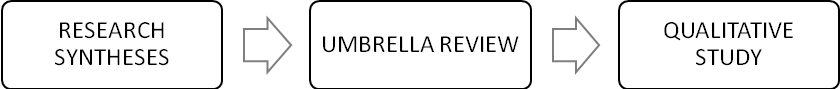 RESEARCH
SYNTHESES
UMBRELLA REVIEW
QUALITATIVE
STUDY